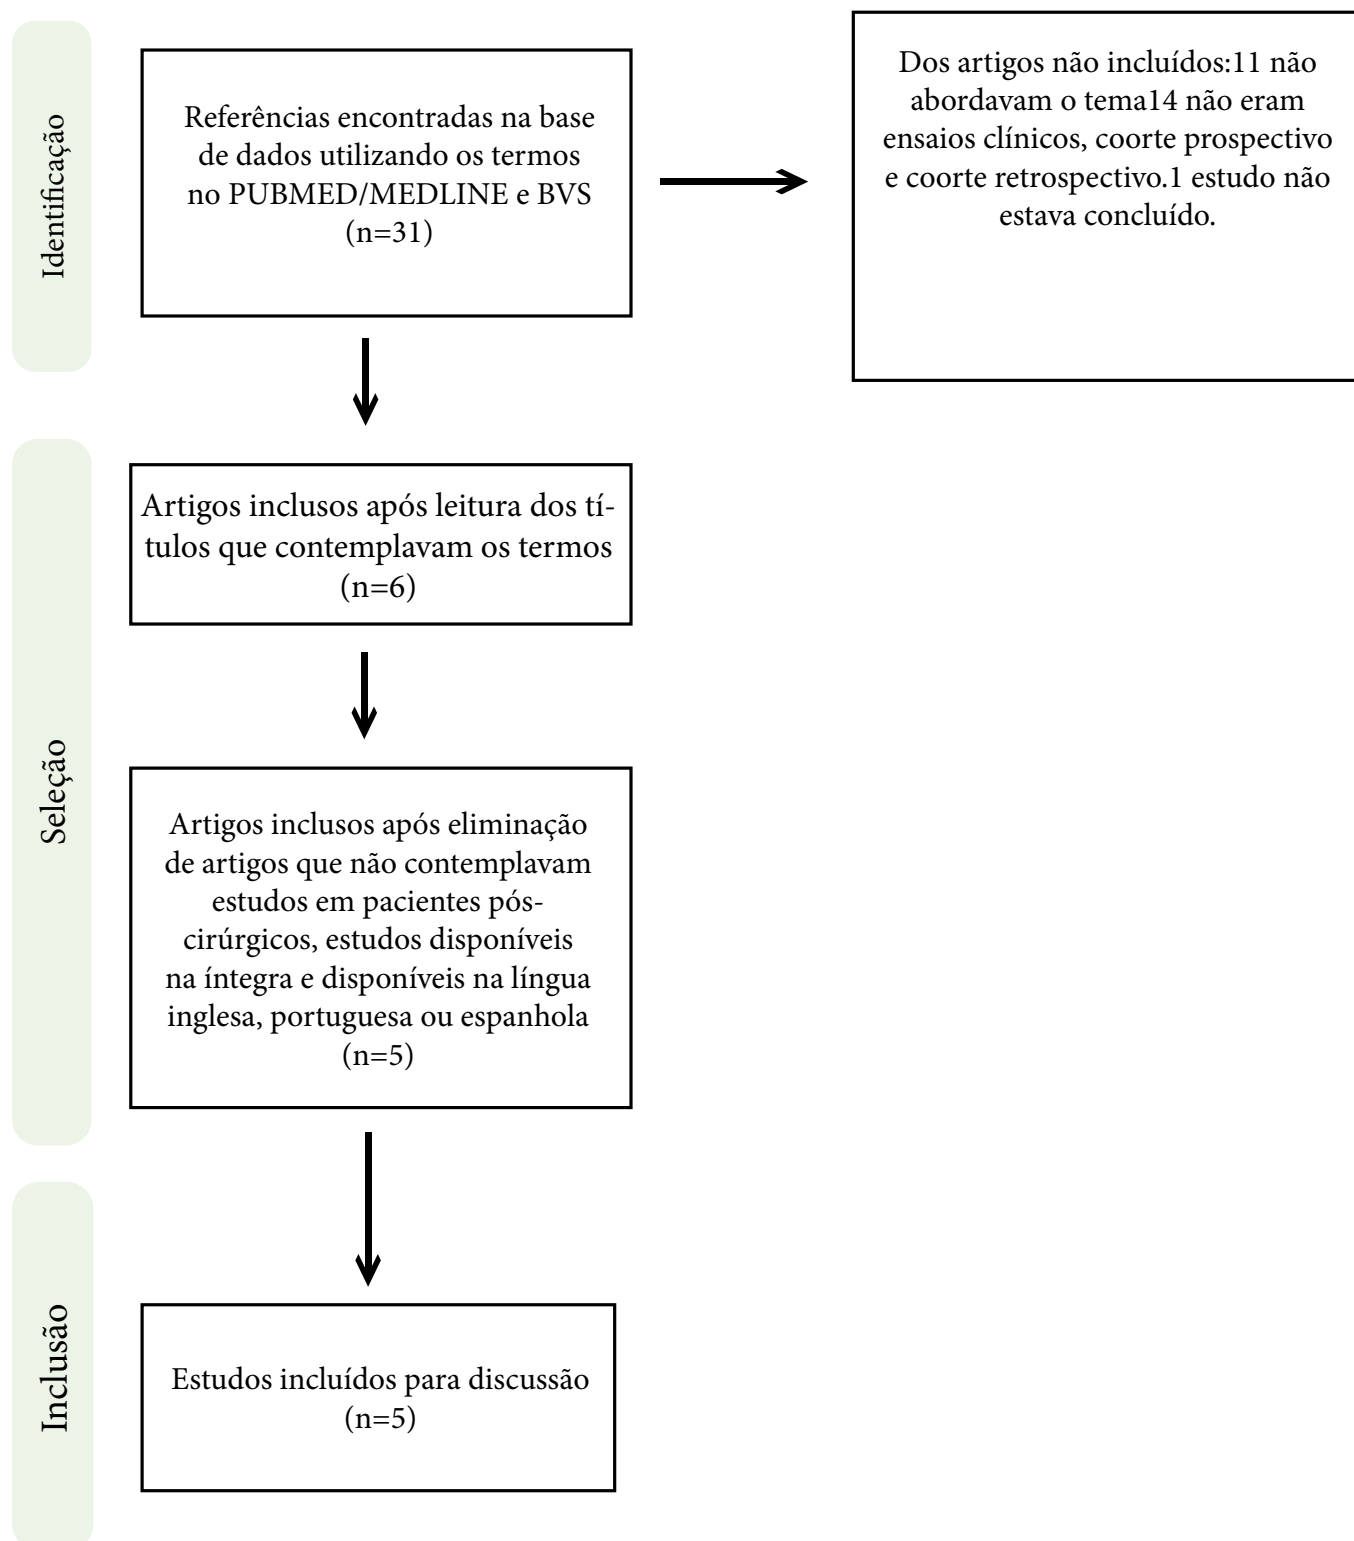 Identificação
Referências encontradas na base
de dados utilizando os termos
no PUBMED/MEDLINE e BVS
(n=31)
Dos artigos não incluídos:11 não
abordavam o tema14 não eram
ensaios clínicos, coorte prospectivo
e coorte retrospectivo.1 estudo não
estava concluído.
Seleção
Artigos inclusos após leitura dos tí-
tulos que contemplavam os termos
(n=6)
Artigos inclusos após eliminação
de artigos que não contemplavam
estudos em pacientes pós-
cirúrgicos, estudos disponíveis
na íntegra e disponíveis na língua
inglesa, portuguesa ou espanhola
(n=5)
Inclusão
Estudos incluídos para discussão
(n=5)